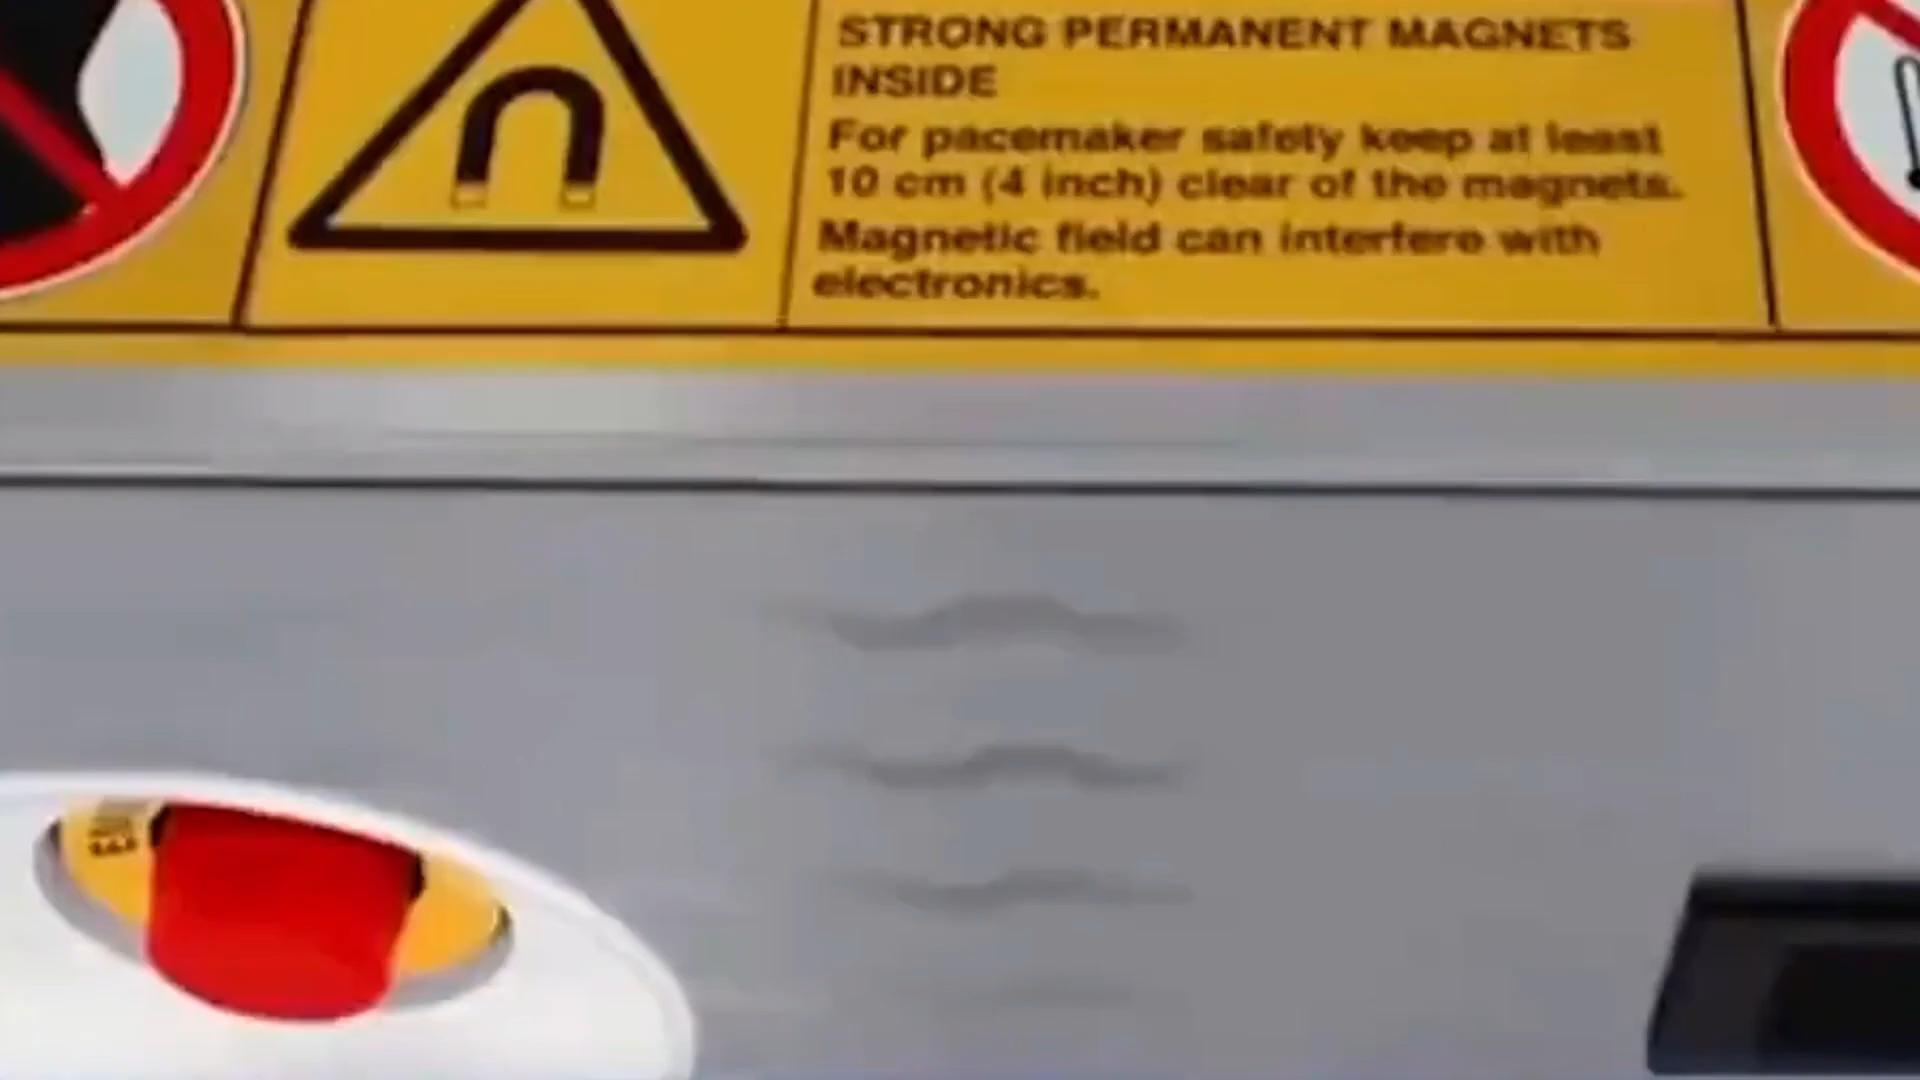 STRONG PERMANENT MAGNETS
INSIDE
For pacemaker safety keep at least
10 cm (4 inch) clear of the magnets.
Magnetic field can interfere with
electronics.